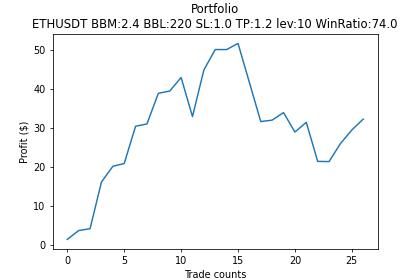 Portfolio
ETHUSDT BBM:2.4 BBL:220 SL:1.0 TP:1.2 lev:10 WinRatio:74.0
50
40
30
20
10
0
Profit ($)
0 5 10 15 20 25
Trade counts